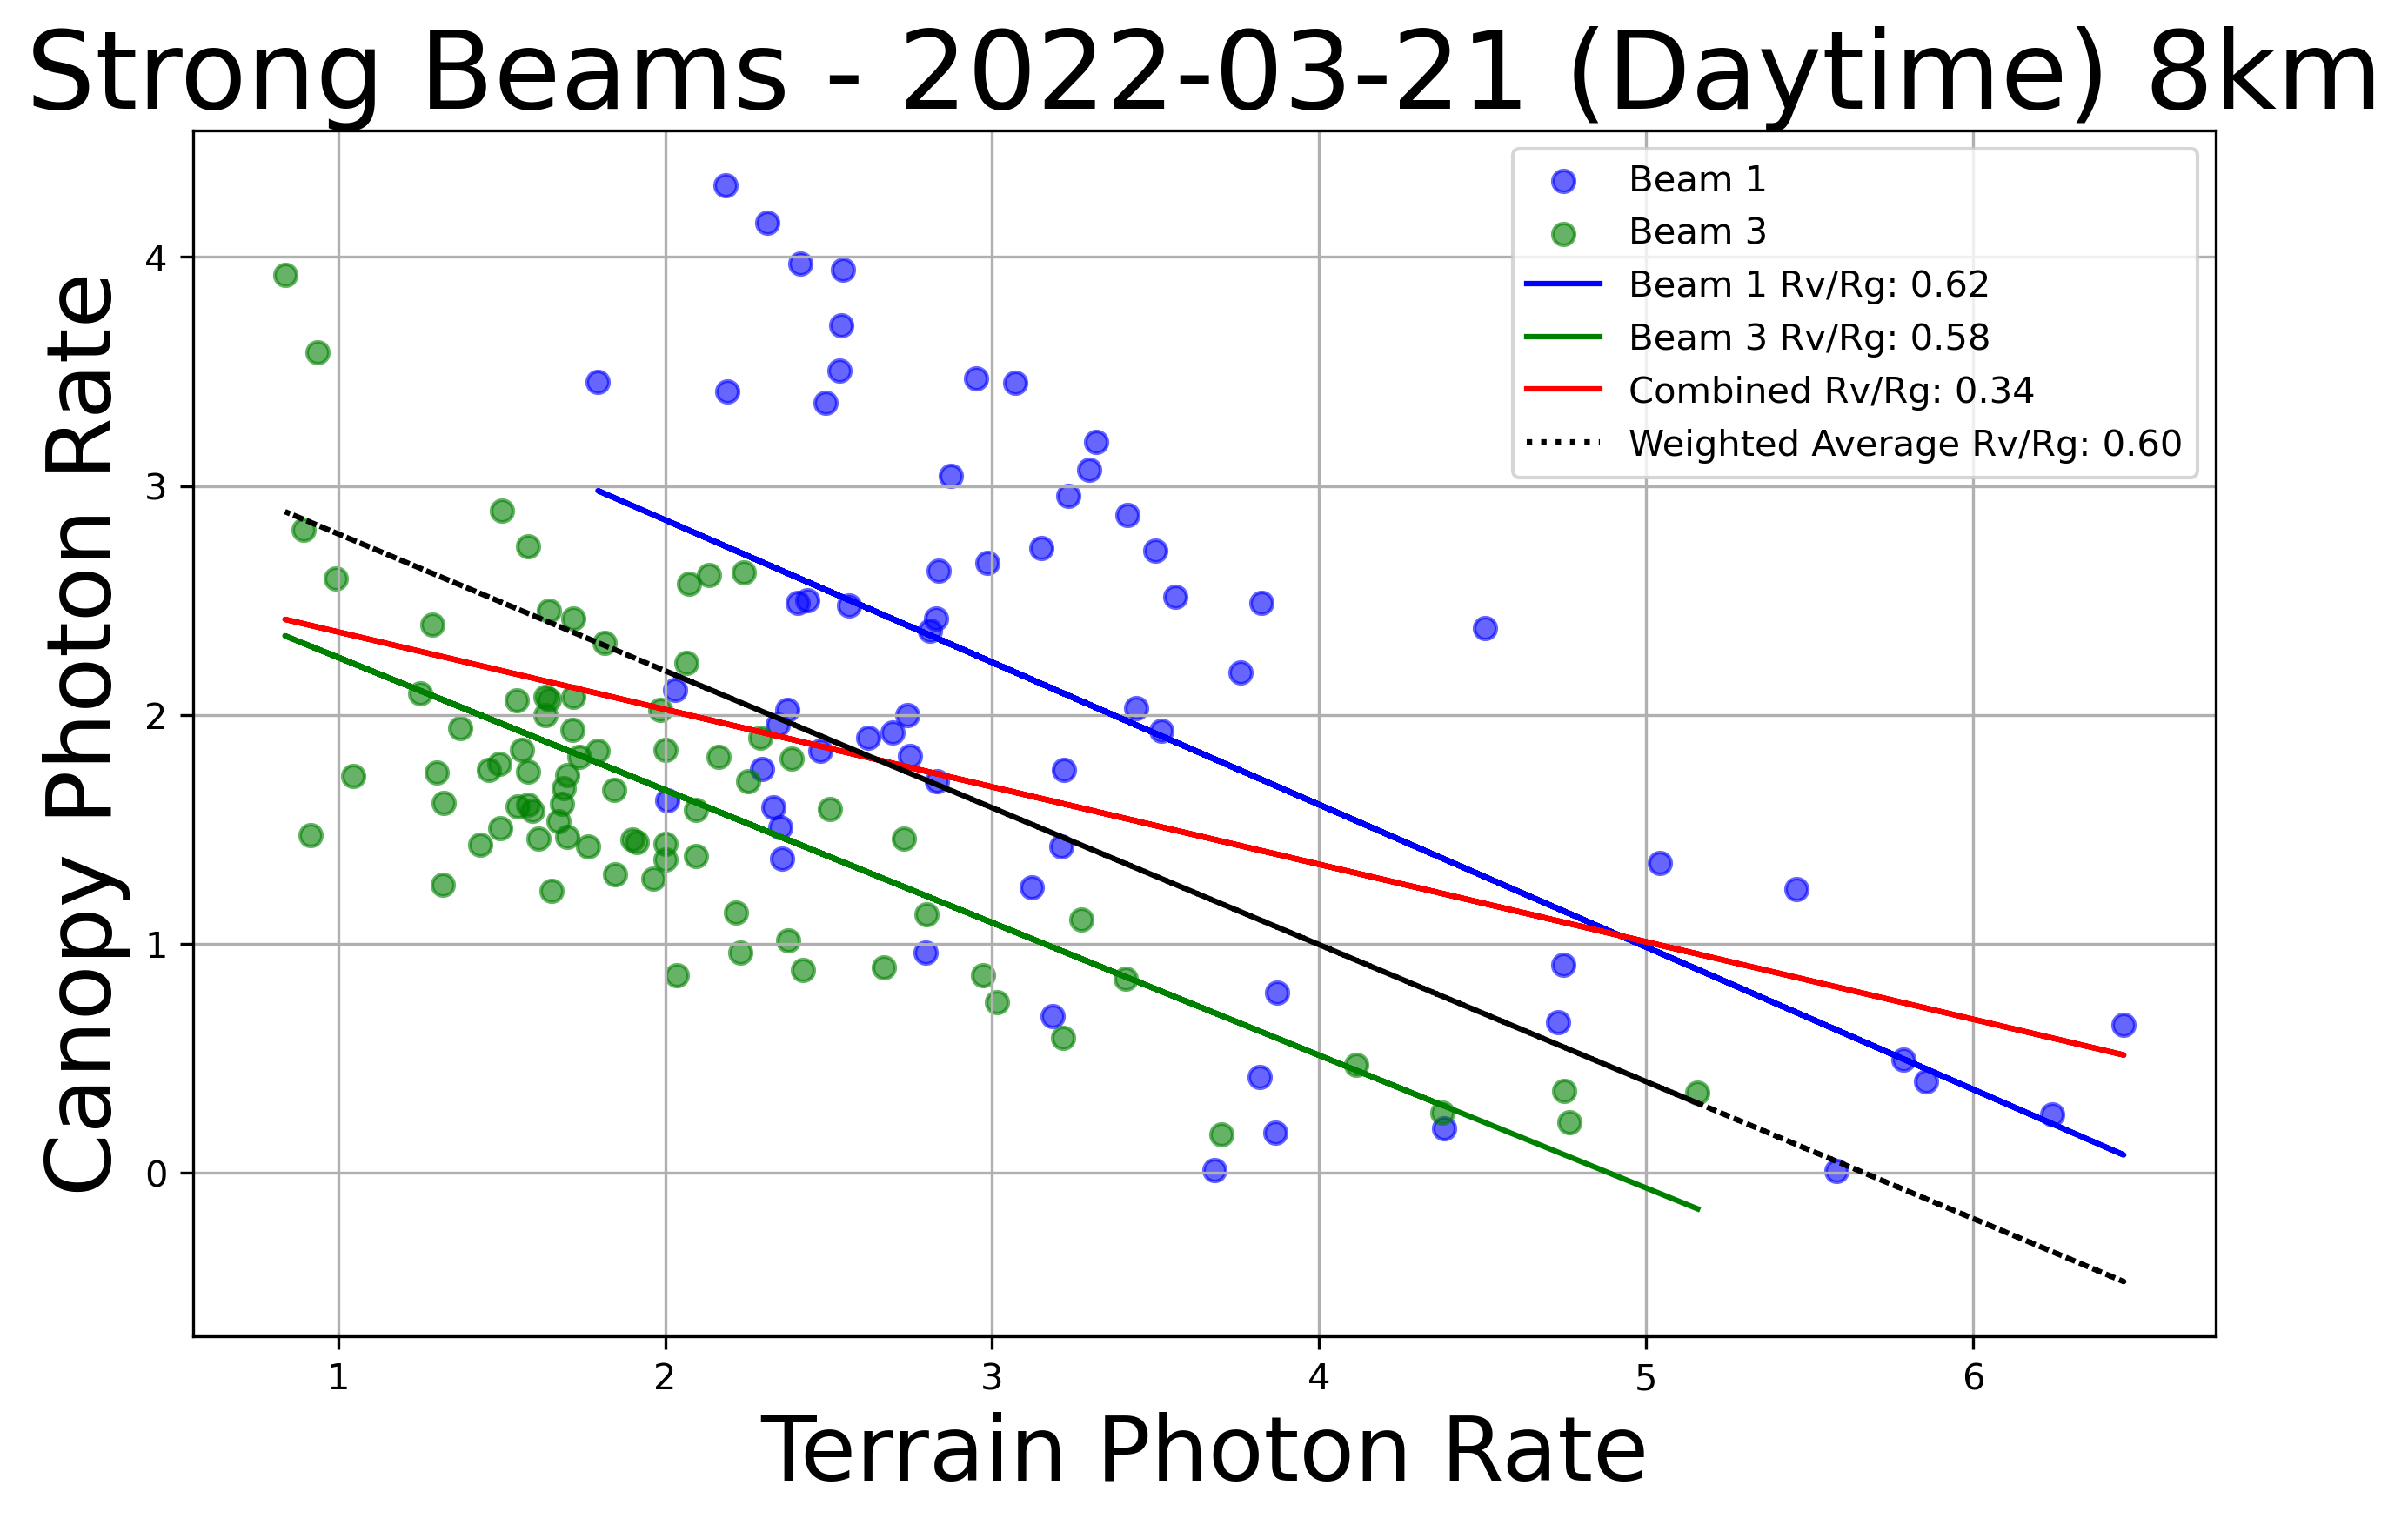 Strong Beams - 2022-03-21 (Daytime) 8km
Beam 1
Beam 3
Beam 1 Rv/Rg: 0.62
Beam 3 Rv/Rg: 0.58
Combined Rv/Rg: 0.34
Weighted Average Rv/Rg: 0.60
Canopy Photon Rate
4
3
2
1
0
1 2 3 4 5 6
Terrain Photon Rate